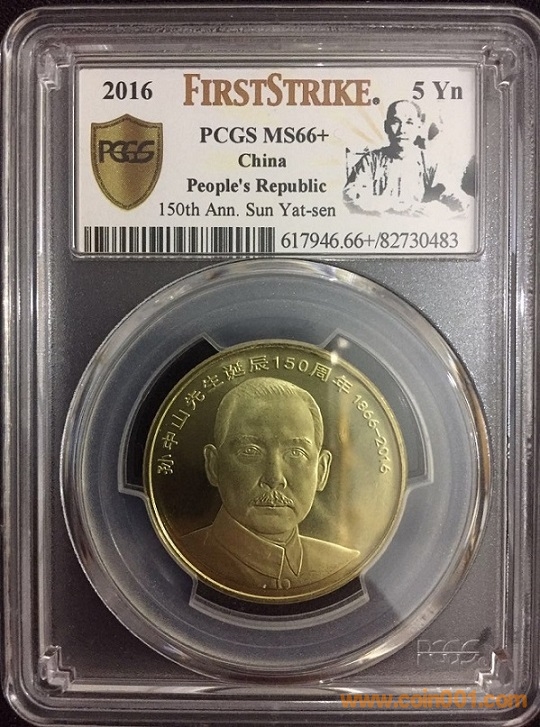 2016 FIRSTSTRIKE. 5 Yn
PCGS
PCGS MS66+
China
People's Republic
150th Ann. Sun Yat-sen
617946.66+/82730483
孙中山先生诞辰150周年 1866-2016
PCGS
www.coin001.com